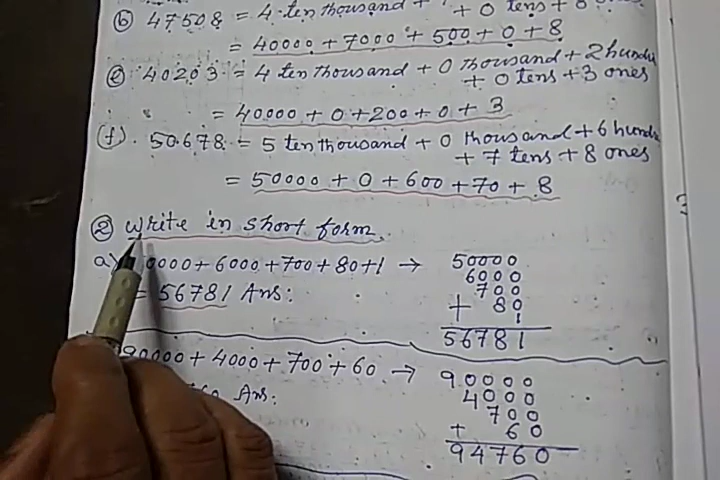 (b) 47508 = 4 ten thousand +
+ 0 tens + 8
= 40000 + 7000 + 500 + 0 + 8
(e) 40203 = 4 ten thousand + 0 thousand + 2 hundre
+ 0 tens + 3 ones
= 40000 + 0 + 200 + 0 + 3
(f). 50678 = 5 ten thousand + 0 thousand + 6 hundre
+ 7 tens + 8 ones
= 50000 + 0 + 600 + 70 + 8
② Write in short form.
a) 0000 + 6000 + 700 + 80 + 1 → 50000
6000
700
+ 80
1
= 56781 Ans:
56781
90000 + 4000 + 700 + 60 → 90000
4000
700
+ 60
Ans:
94760